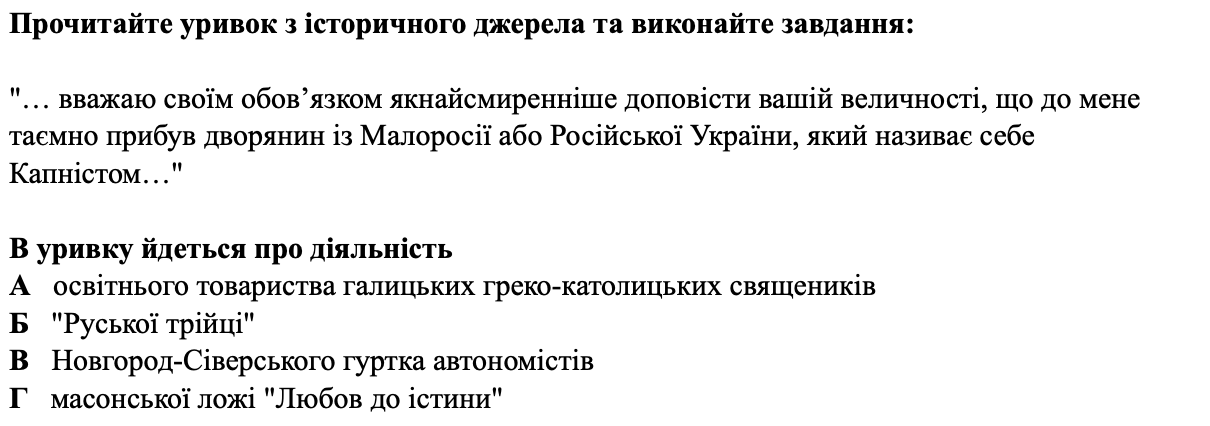 Прочитайте уривок з історичного джерела та виконайте завдання:
"… вважаю своїм обов’язком якнайсмиренніше доповісти вашій величності, що до мене
таємно прибув дворянин із Малоросії або Російської України, який називає себе
Капністом…"
В уривку йдеться про діяльність
А освітнього товариства галицьких греко-католицьких священиків
Б "Руської трійці"
В Новгород-Сіверського гуртка автономістів
Г масонської ложі "Любов до істини"